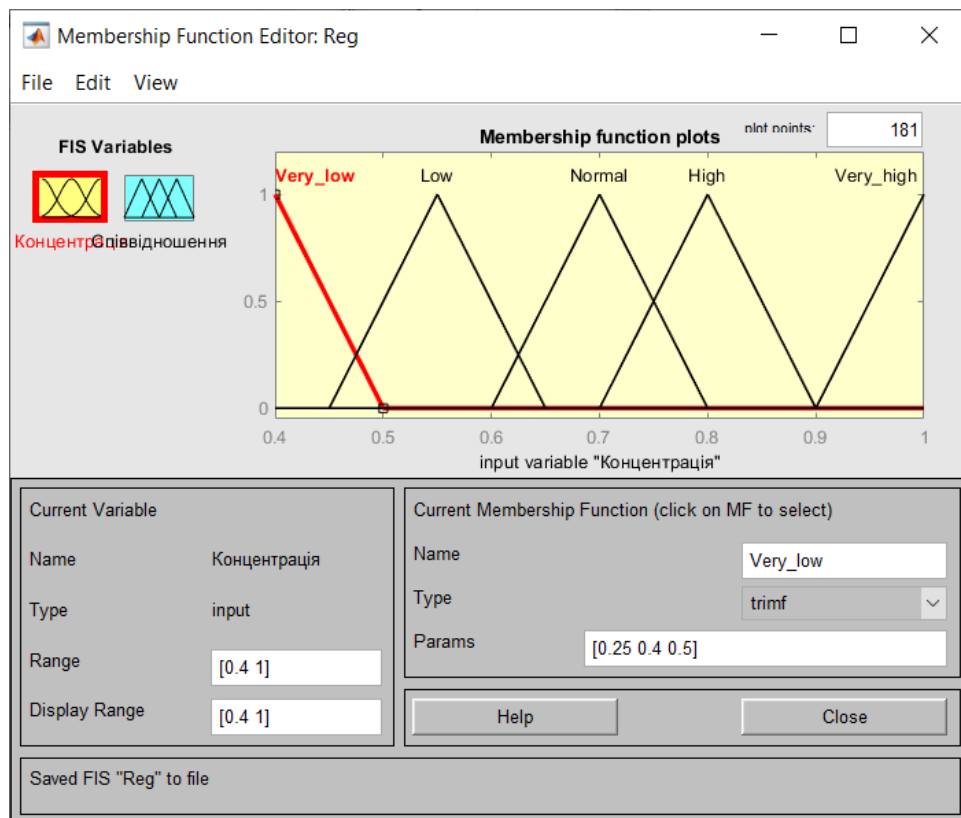 Membership Function Editor: Reg
File Edit View
FIS Variables
Концентрація
Співвідношення
Membership function plots
plot points:
181
Very_low
Low
Normal
High
Very_high
1
0.5
0
0.4
0.5
0.6
0.7
0.8
0.9
1
input variable "Концентрація"
Current Variable
Name Концентрація
Type input
Range [0.4 1]
Display Range [0.4 1]
Current Membership Function (click on MF to select)
Name Very_low
Type trimf
Params [0.25 0.4 0.5]
Help Close
Saved FIS "Reg" to file